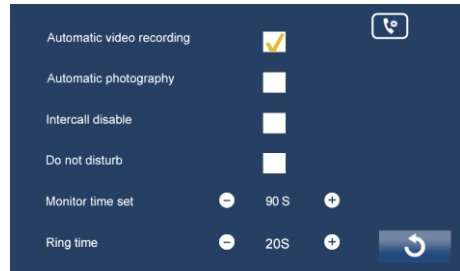 Automatic video recording
Automatic photography
Intercall disable
Do not disturb
Monitor time set 90 S
Ring time 20S